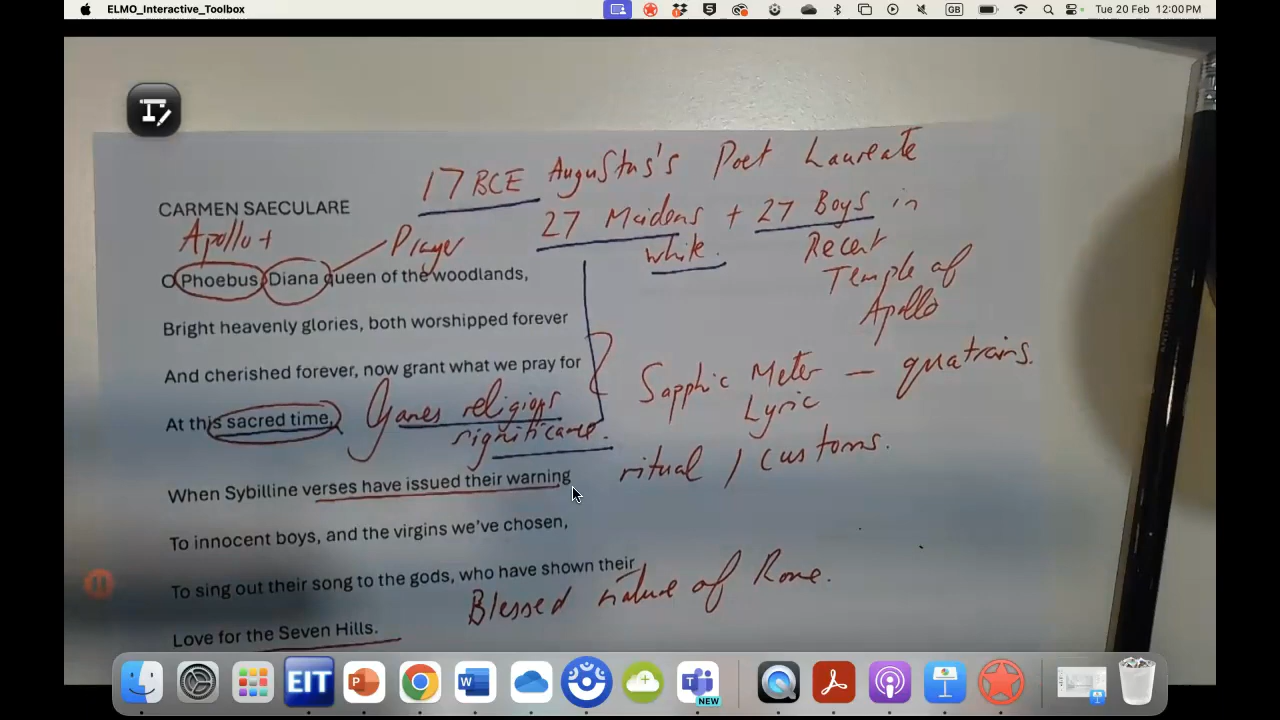 ELMO_Interactive_Toolbox
GB
Tue 20 Feb 12:00 PM
17 BCE Augustus's Poet Laureate
CARMEN SAECULARE
27 Maidens + 27 Boys in
white.
Recent
Temple of
Apollo
Apollo +
Prayer
O Phoebus, Diana queen of the woodlands,
Bright heavenly glories, both worshipped forever
And cherished forever, now grant what we pray for
Sapphic Meter — quatrains.
Lyric
At this sacred time,
Games religious
significance.
ritual / customs.
When Sybilline verses have issued their warning
To innocent boys, and the virgins we've chosen,
To sing out their song to the gods, who have shown their
Blessed nature of Rome.
Love for the Seven Hills.
EIT
P
W
T
NEW